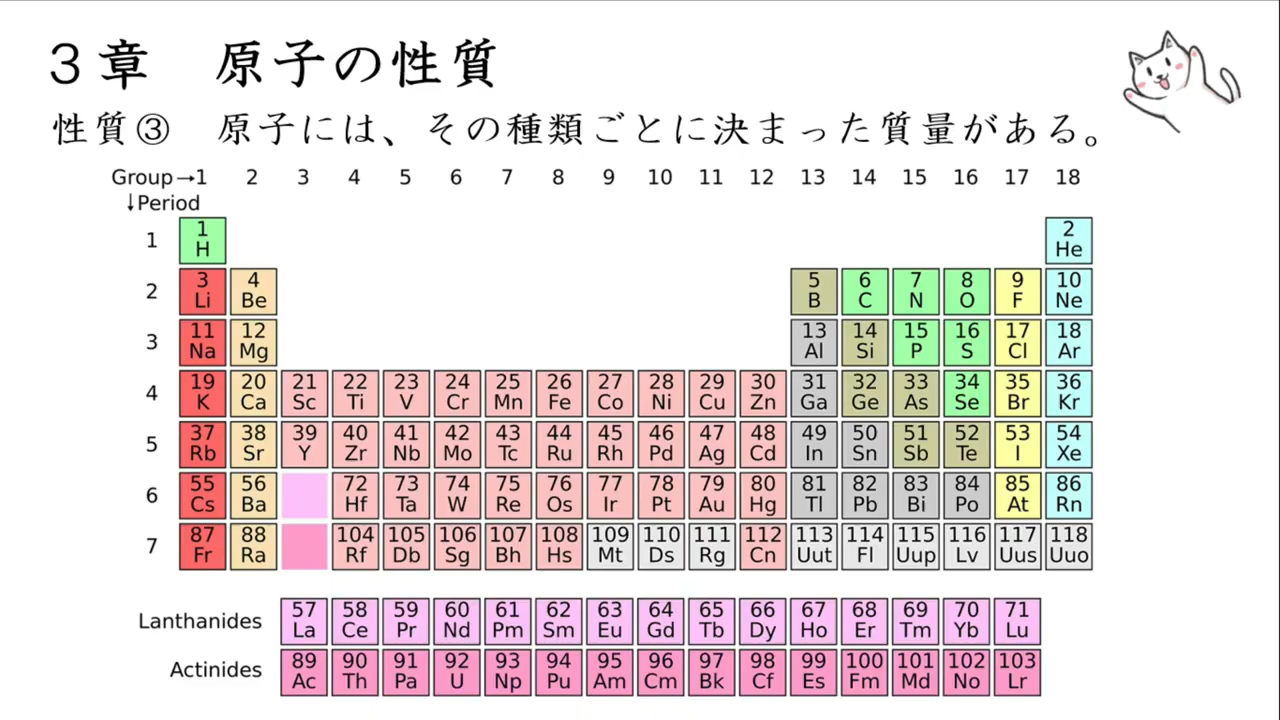 3章　原子の性質
性質③　原子には、その種類ごとに決まった質量がある。
Group→1 2 3 4 5 6 7 8 9 10 11 12 13 14 15 16 17 18
↓Period
1 1 H 2 He
2 3 Li 4 Be 5 B 6 C 7 N 8 O 9 F 10 Ne
3 11 Na 12 Mg 13 Al 14 Si 15 P 16 S 17 Cl 18 Ar
4 19 K 20 Ca 21 Sc 22 Ti 23 V 24 Cr 25 Mn 26 Fe 27 Co 28 Ni 29 Cu 30 Zn 31 Ga 32 Ge 33 As 34 Se 35 Br 36 Kr
5 37 Rb 38 Sr 39 Y 40 Zr 41 Nb 42 Mo 43 Tc 44 Ru 45 Rh 46 Pd 47 Ag 48 Cd 49 In 50 Sn 51 Sb 52 Te 53 I 54 Xe
6 55 Cs 56 Ba 72 Hf 73 Ta 74 W 75 Re 76 Os 77 Ir 78 Pt 79 Au 80 Hg 81 Tl 82 Pb 83 Bi 84 Po 85 At 86 Rn
7 87 Fr 88 Ra 104 Rf 105 Db 106 Sg 107 Bh 108 Hs 109 Mt 110 Ds 111 Rg 112 Cn 113 Uut 114 Fl 115 Uup 116 Lv 117 Uus 118 Uuo
Lanthanides 57 La 58 Ce 59 Pr 60 Nd 61 Pm 62 Sm 63 Eu 64 Gd 65 Tb 66 Dy 67 Ho 68 Er 69 Tm 70 Yb 71 Lu
Actinides 89 Ac 90 Th 91 Pa 92 U 93 Np 94 Pu 95 Am 96 Cm 97 Bk 98 Cf 99 Es 100 Fm 101 Md 102 No 103 Lr